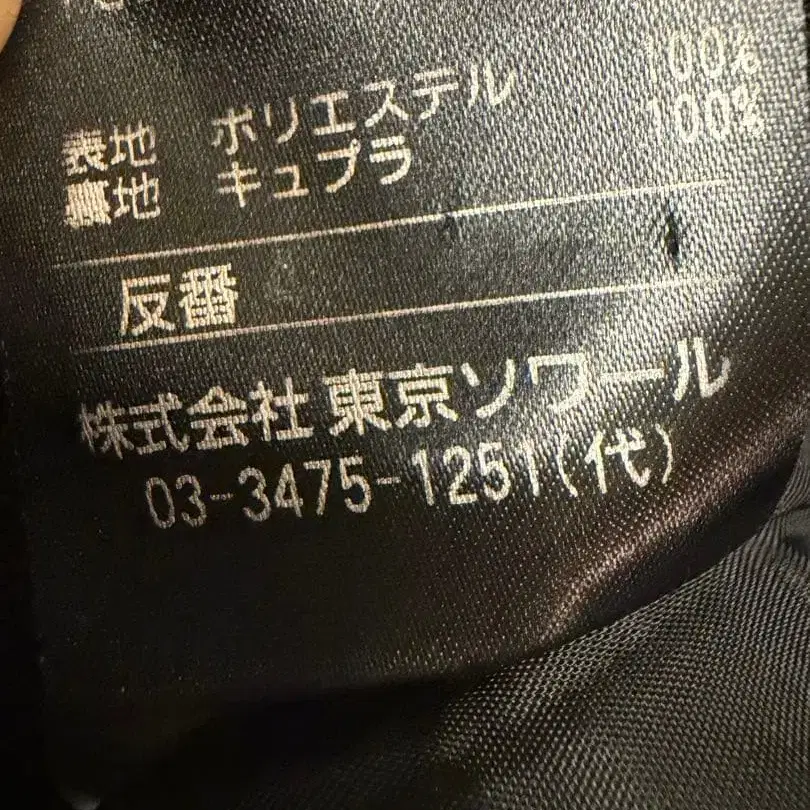 表地 ポリエステル 100%
裏地 キュプラ 100%
反番
株式会社 東京ソワール
03-3475-1251(代)